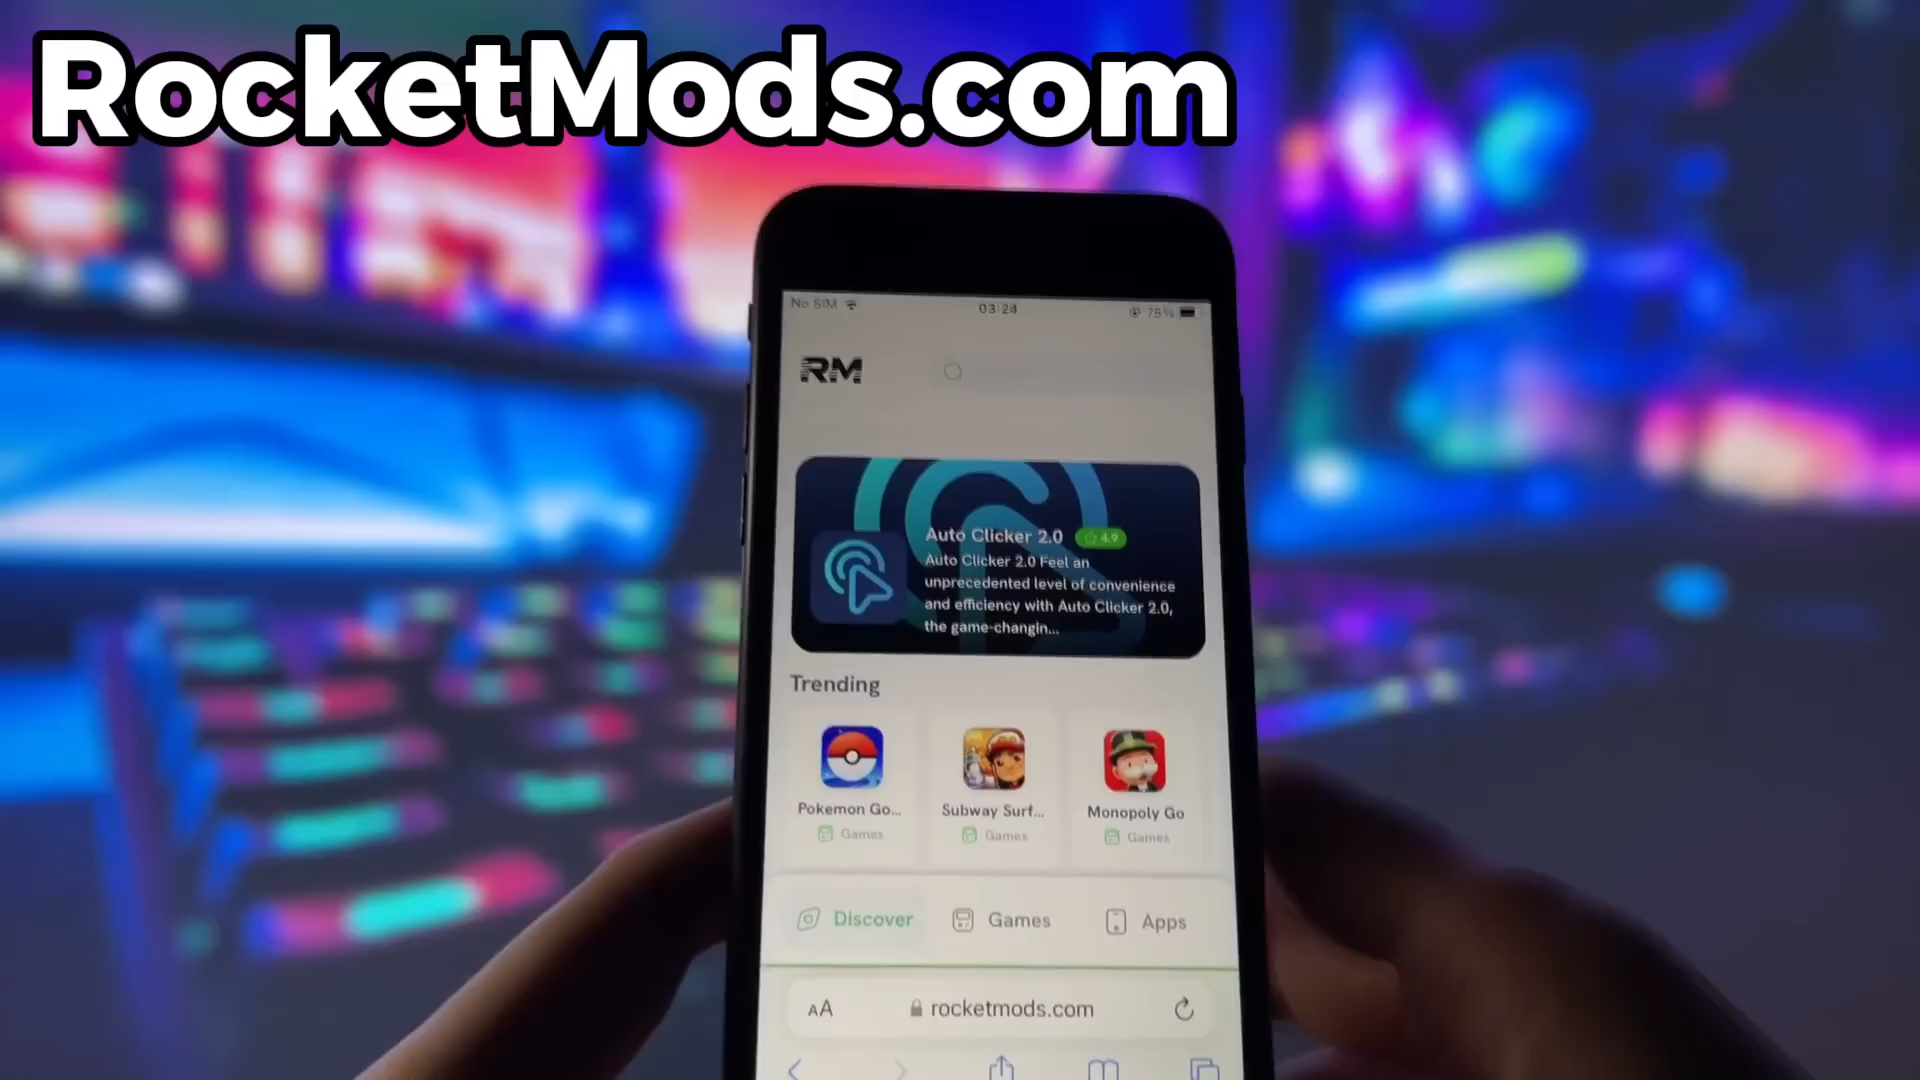 RocketMods.com
No SIM
03:24
75%
RM
Auto Clicker 2.0
4.9
Auto Clicker 2.0 Feel an
unprecedented level of convenience
and efficiency with Auto Clicker 2.0,
the game-changin...
Trending
Pokemon Go...
Subway Surf...
Monopoly Go
Games
Games
Games
Discover
Games
Apps
AA
rocketmods.com